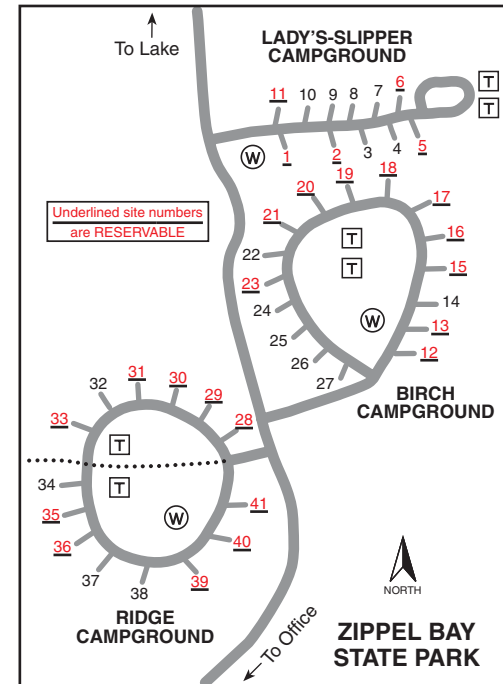 To Lake
LADY'S-SLIPPER
CAMPGROUND
T
T
11
10
9
8
7
6
1
2
3
4
5
W
Underlined site numbers
are RESERVABLE
18
19
20
17
21
16
22
T
23
T
15
24
14
W
25
13
26
12
27
BIRCH
CAMPGROUND
31
30
32
29
33
28
T
34
T
35
41
W
36
40
37
39
38
RIDGE
CAMPGROUND
NORTH
To Office
ZIPPEL BAY
STATE PARK